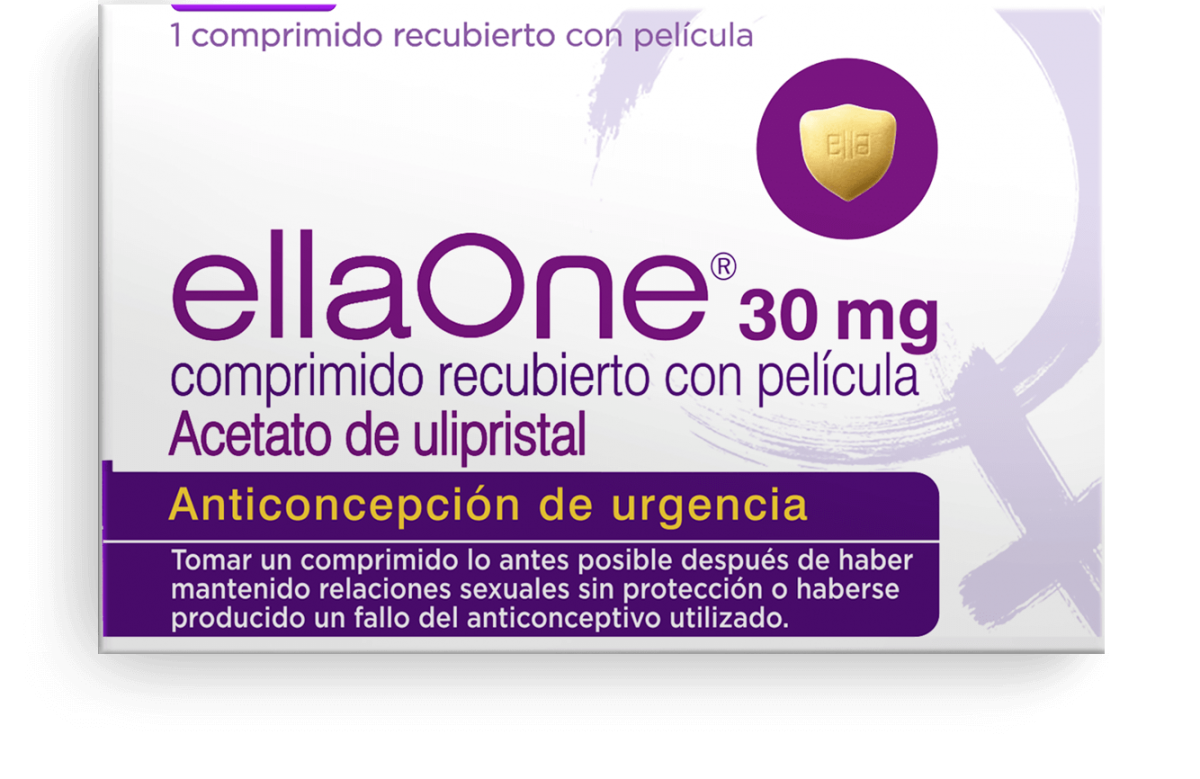 1 comprimido recubierto con película
ella
ellaOne® 30 mg
comprimido recubierto con película
Acetato de ulipristal
Anticoncepción de urgencia
Tomar un comprimido lo antes posible después de haber
mantenido relaciones sexuales sin protección o haberse
producido un fallo del anticonceptivo utilizado.